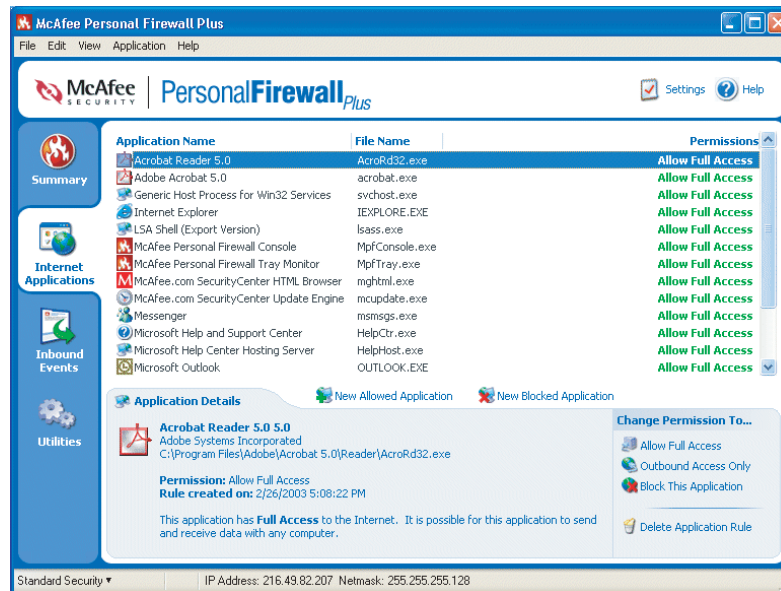 McAfee Personal Firewall Plus
File Edit View Application Help
McAfee SECURITY PersonalFirewall Plus Settings Help
Application Name File Name Permissions
Summary
Acrobat Reader 5.0 AcroRd32.exe Allow Full Access
Adobe Acrobat 5.0 acrobat.exe Allow Full Access
Generic Host Process for Win32 Services svchost.exe Allow Full Access
Internet Explorer IEXPLORE.EXE Allow Full Access
LSA Shell (Export Version) lsass.exe Allow Full Access
McAfee Personal Firewall Console MpfConsole.exe Allow Full Access
McAfee Personal Firewall Tray Monitor MpfTray.exe Allow Full Access
McAfee.com SecurityCenter HTML Browser mghtml.exe Allow Full Access
McAfee.com SecurityCenter Update Engine mcupdate.exe Allow Full Access
Messenger msmsgs.exe Allow Full Access
Microsoft Help and Support Center HelpCtr.exe Allow Full Access
Microsoft Help Center Hosting Server HelpHost.exe Allow Full Access
Microsoft Outlook OUTLOOK.EXE Allow Full Access
Internet
Applications
Inbound
Events
Utilities
Application Details New Allowed Application New Blocked Application
Acrobat Reader 5.0 5.0
Adobe Systems Incorporated
C:\Program Files\Adobe\Acrobat 5.0\Reader\AcroRd32.exe
Permission: Allow Full Access
Rule created on: 2/26/2003 5:08:22 PM
This application has Full Access to the Internet. It is possible for this application to send
and receive data with any computer.
Change Permission To...
Allow Full Access
Outbound Access Only
Block This Application
Delete Application Rule
Standard Security IP Address: 216.49.82.207 Netmask: 255.255.255.128